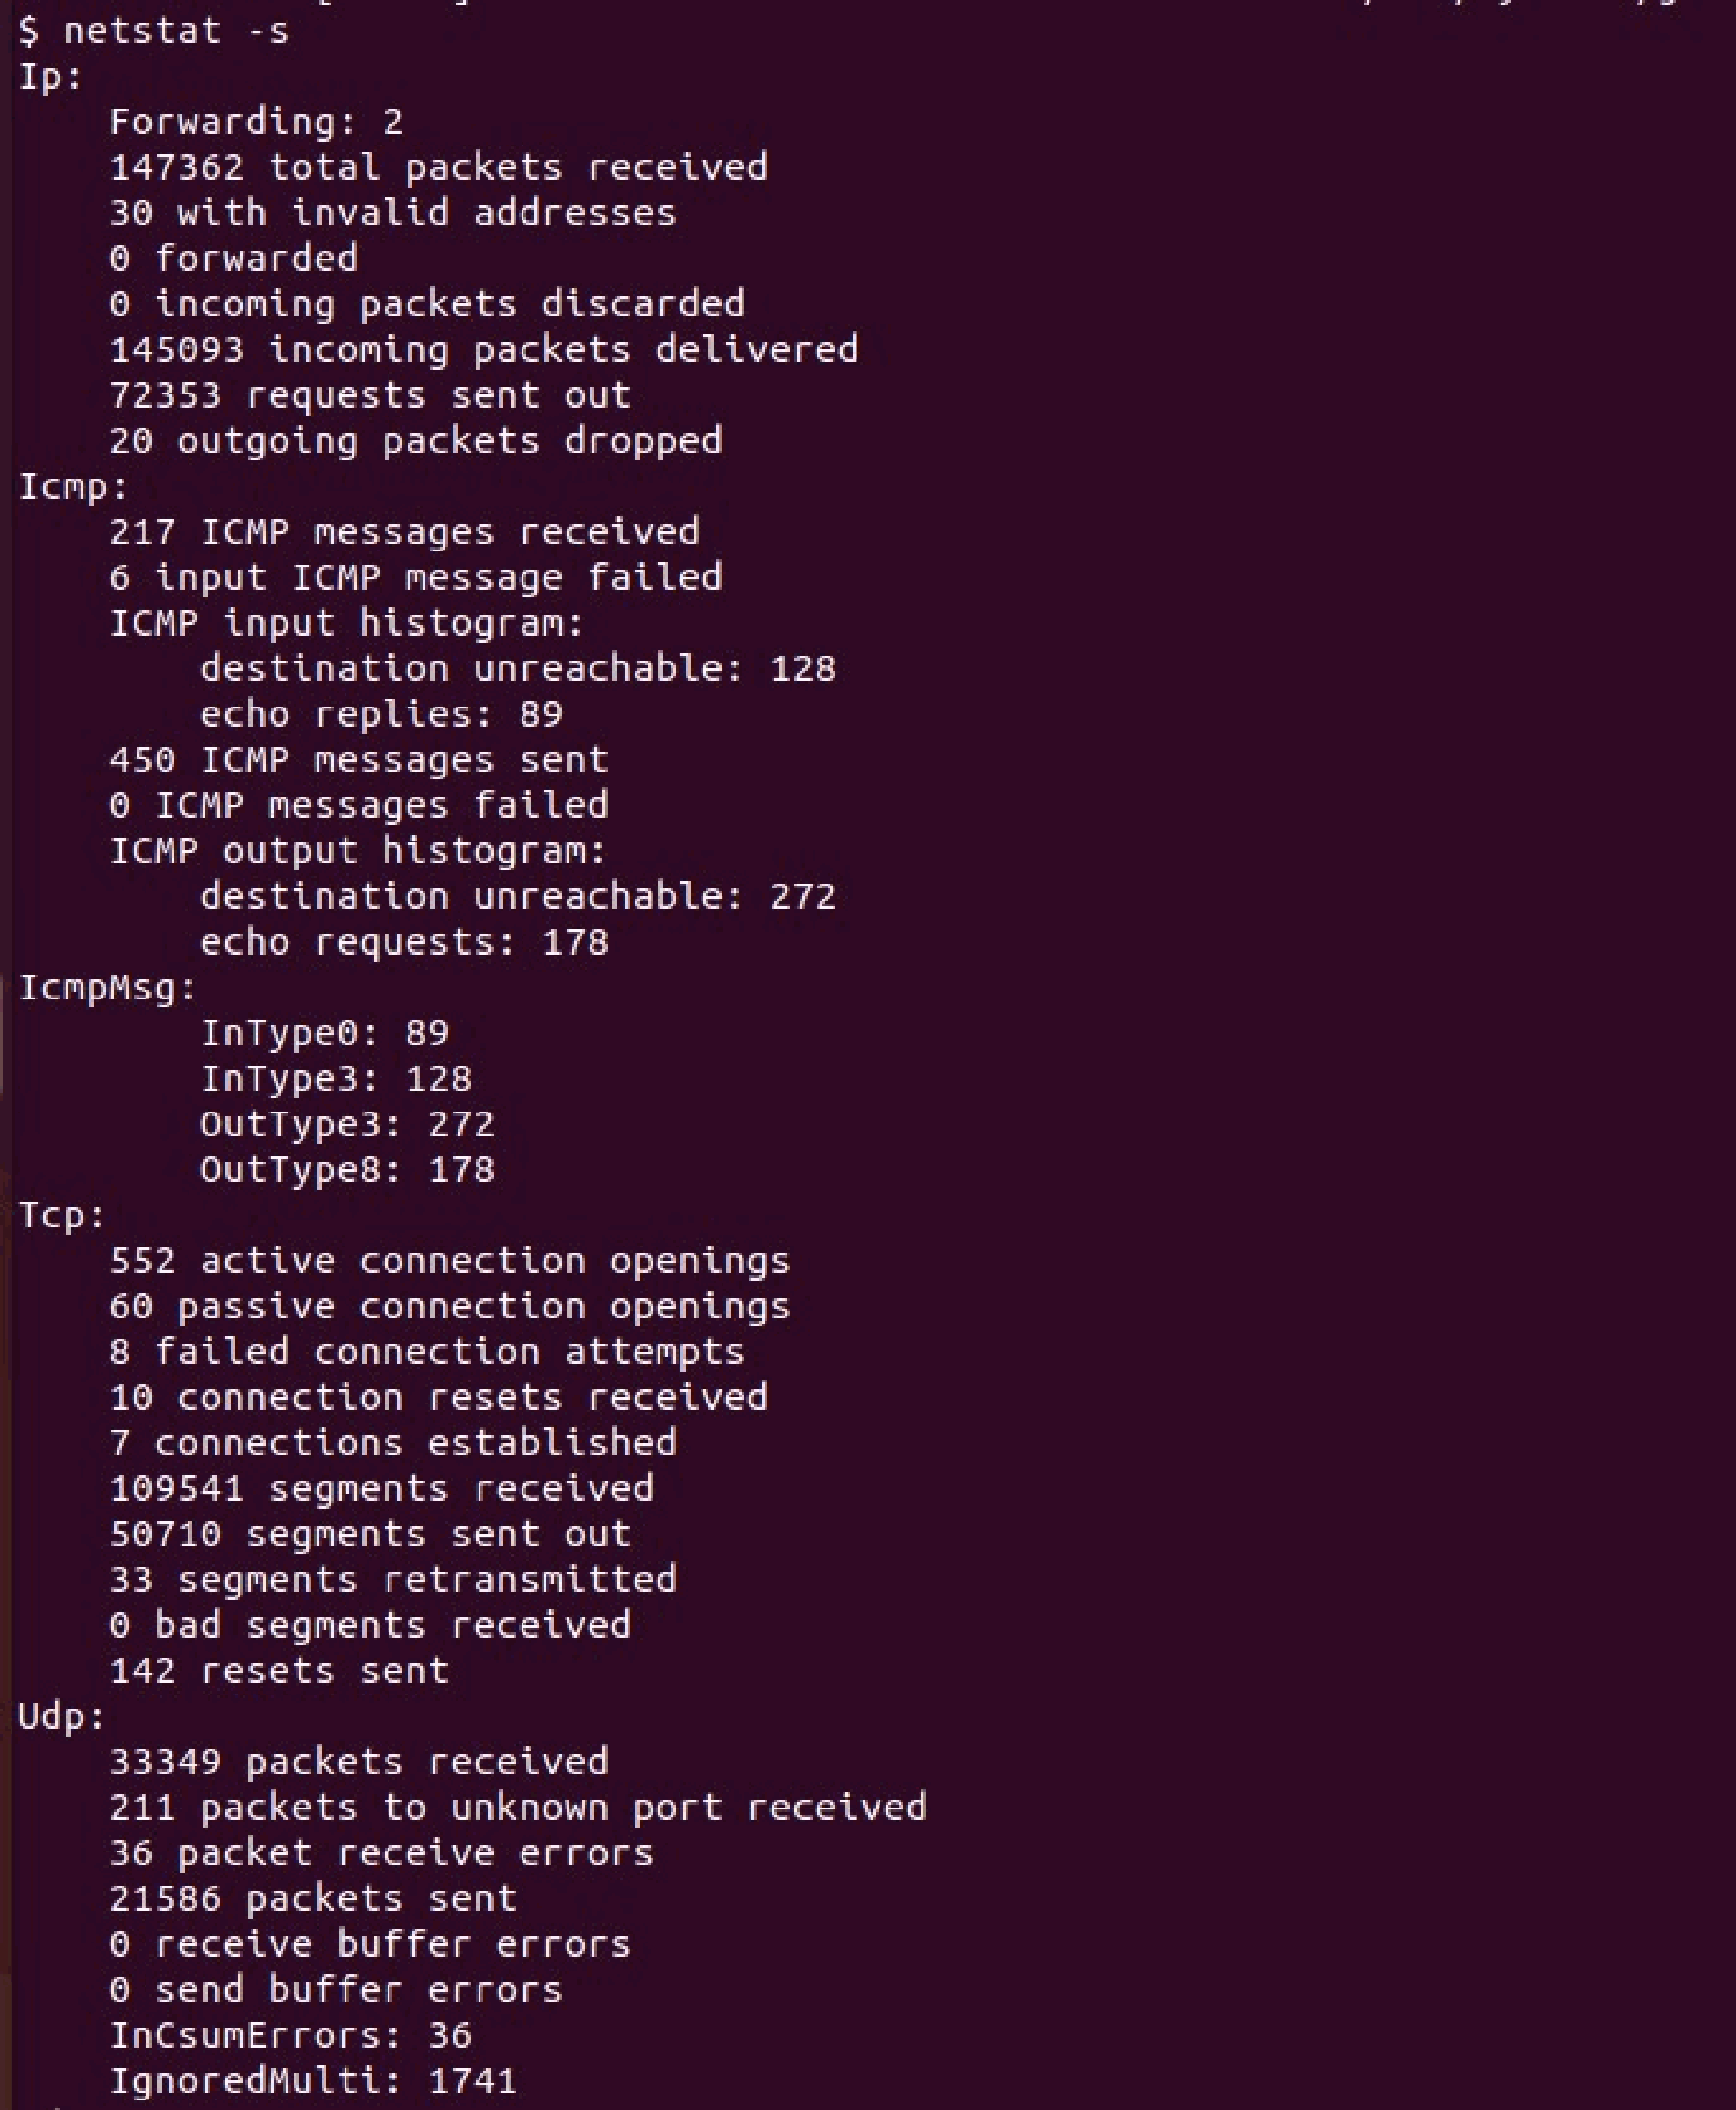 $ netstat -s
Ip:
Forwarding: 2
147362 total packets received
30 with invalid addresses
0 forwarded
0 incoming packets discarded
145093 incoming packets delivered
72353 requests sent out
20 outgoing packets dropped
Icmp:
217 ICMP messages received
6 input ICMP message failed
ICMP input histogram:
destination unreachable: 128
echo replies: 89
450 ICMP messages sent
0 ICMP messages failed
ICMP output histogram:
destination unreachable: 272
echo requests: 178
IcmpMsg:
InType0: 89
InType3: 128
OutType3: 272
OutType8: 178
Tcp:
552 active connection openings
60 passive connection openings
8 failed connection attempts
10 connection resets received
7 connections established
109541 segments received
50710 segments sent out
33 segments retransmitted
0 bad segments received
142 resets sent
Udp:
33349 packets received
211 packets to unknown port received
36 packet receive errors
21586 packets sent
0 receive buffer errors
0 send buffer errors
InCsumErrors: 36
IgnoredMulti: 1741